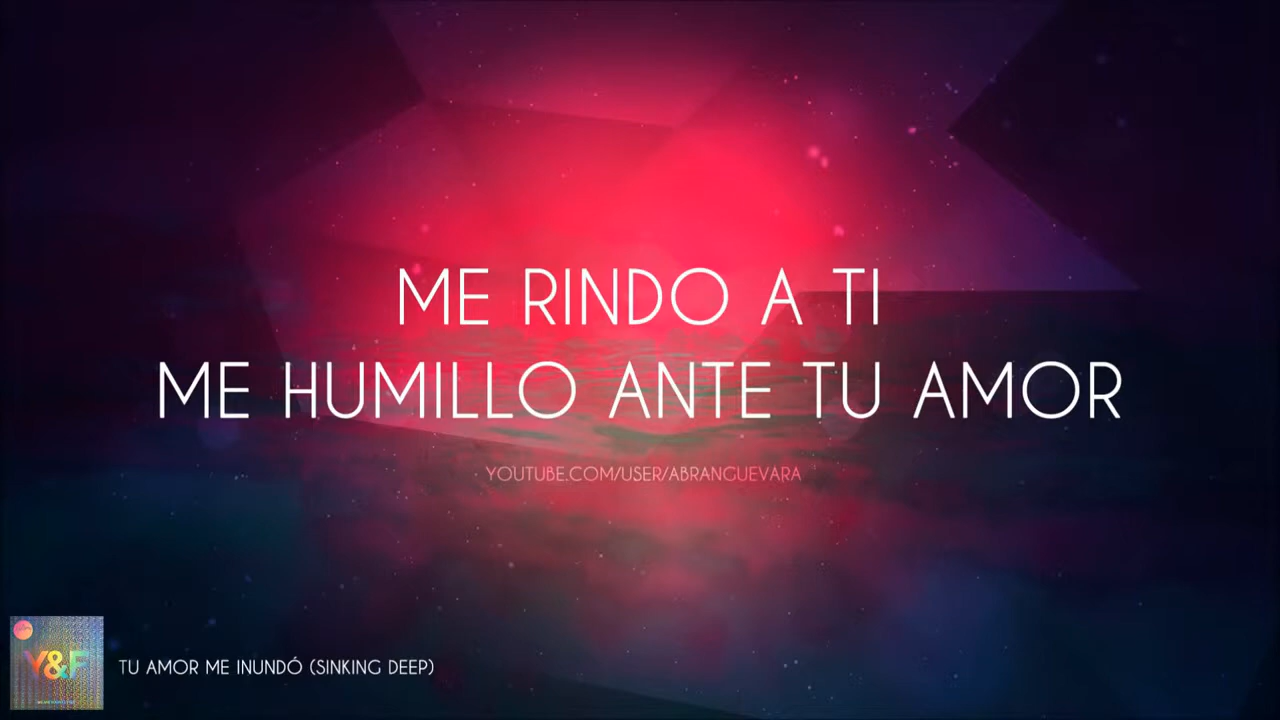 ME RINDO A TI
ME HUMILLO ANTE TU AMOR
YOUTUBE.COM/USER/ABRANGUEVARA
Y&F
TU AMOR ME INUNDÓ (SINKING DEEP)